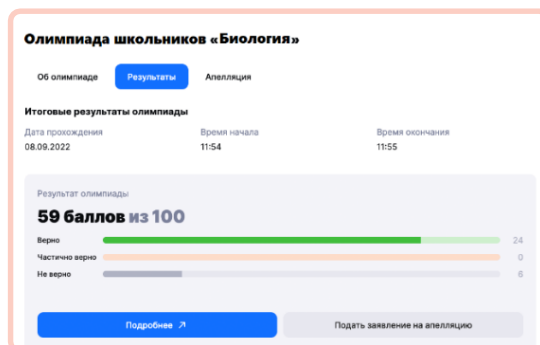 Олимпиада школьников «Биология»
Об олимпиаде Результаты Апелляция
Итоговые результаты олимпиады
Дата прохождения Время начала Время окончания
08.09.2022 11:54 11:55
Результат олимпиады
59 баллов из 100
Верно 24
Частично верно 0
Не верно 6
Подробнее ↗ Подать заявление на апелляцию